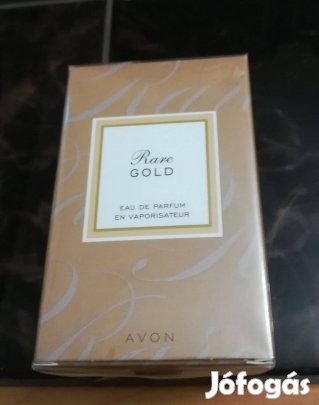 Rare
GOLD
EAU DE PARFUM
EN VAPORISATEUR
AVON
Jófogás